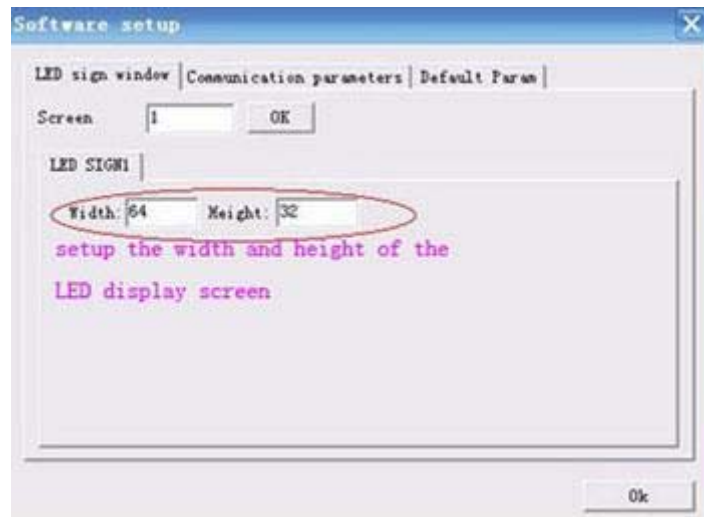 Software setup
LED sign window Communication parameters Default Param
Screen 1 OK
LED SIGN1
Width: 64 Height: 32
setup the width and height of the
LED display screen
Ok